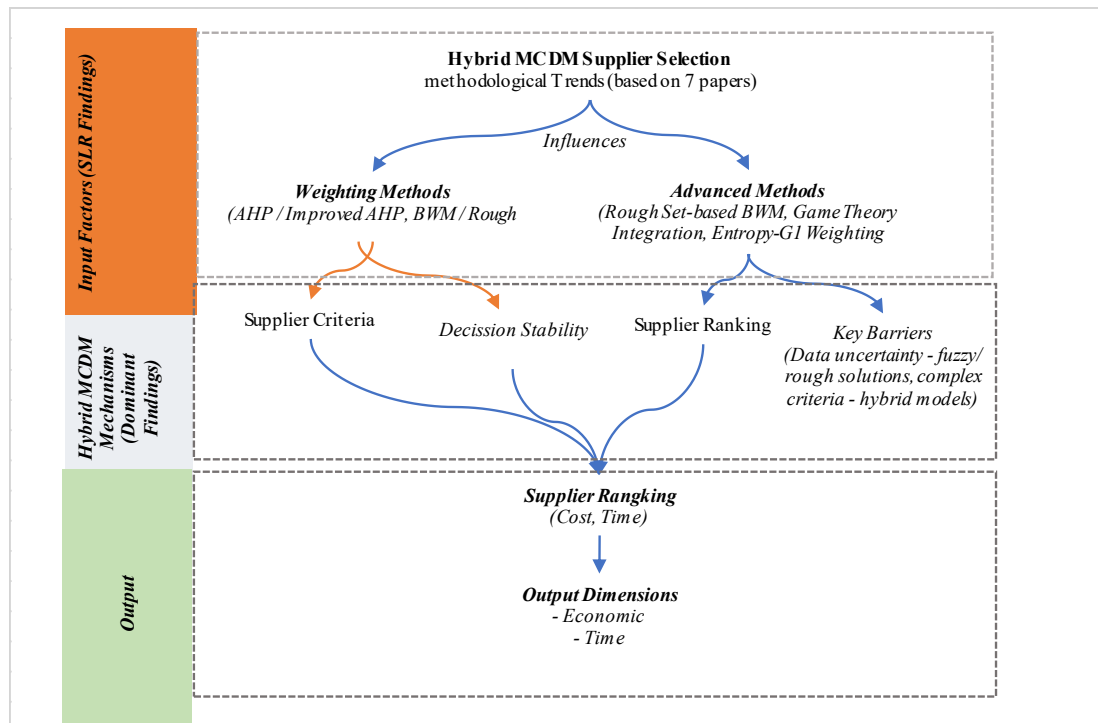 Input Factors (SLR Findings)
Hybrid MCDM Supplier Selection
methodological Trends (based on 7 papers)
Influences
Weighting Methods
(AHP / Improved AHP, BWM / Rough
Advanced Methods
(Rough Set-based BWM, Game Theory
Integration, Entropy-G1 Weighting
Hybrid MCDM
Mechanisms
(Dominant
Findings)
Supplier Criteria
Decission Stability
Supplier Ranking
Key Barriers
(Data uncertainty - fuzzy/
rough solutions, complex
criteria - hybrid models)
Output
Supplier Rangking
(Cost, Time)
Output Dimensions
- Economic
- Time